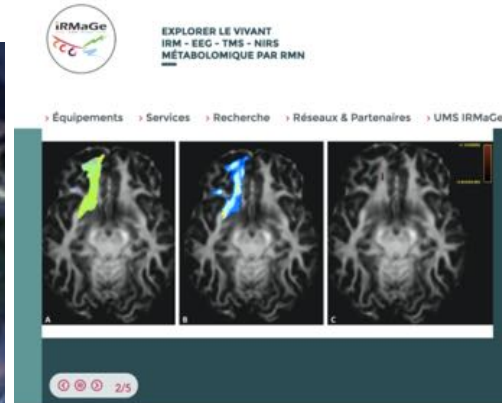 iRMaGe
EXPLORER LE VIVANT
IRM - EEG - TMS - NIRS
MÉTABOLOMIQUE PAR RMN
› Équipements › Services › Recherche › Réseaux & Partenaires › UMS IRMaGe
A B C
2/5